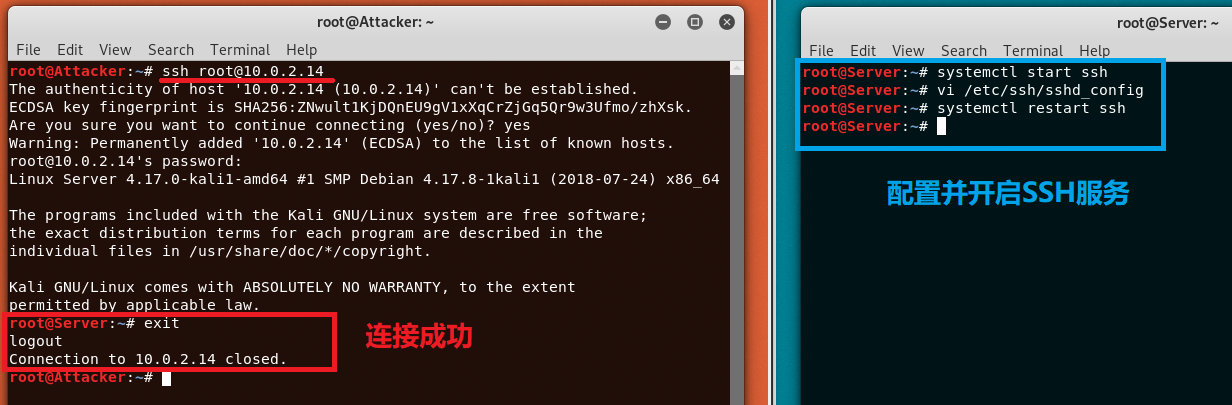 root@Attacker: ~
File Edit View Search Terminal Help
root@Attacker:~# ssh root@10.0.2.14
The authenticity of host '10.0.2.14 (10.0.2.14)' can't be established.
ECDSA key fingerprint is SHA256:ZNwult1KjDQnEU9gV1xXqCrZjGq5Qr9w3Ufmo/zhXsk.
Are you sure you want to continue connecting (yes/no)? yes
Warning: Permanently added '10.0.2.14' (ECDSA) to the list of known hosts.
root@10.0.2.14's password:
Linux Server 4.17.0-kali1-amd64 #1 SMP Debian 4.17.8-1kali1 (2018-07-24) x86_64
The programs included with the Kali GNU/Linux system are free software;
the exact distribution terms for each program are described in the
individual files in /usr/share/doc/*/copyright.
Kali GNU/Linux comes with ABSOLUTELY NO WARRANTY, to the extent
permitted by applicable law.
root@Server:~# exit
logout
Connection to 10.0.2.14 closed.
root@Attacker:~#
连接成功
root@Server: ~
File Edit View Search Terminal Help
root@Server:~# systemctl start ssh
root@Server:~# vi /etc/ssh/sshd_config
root@Server:~# systemctl restart ssh
root@Server:~#
配置并开启SSH服务